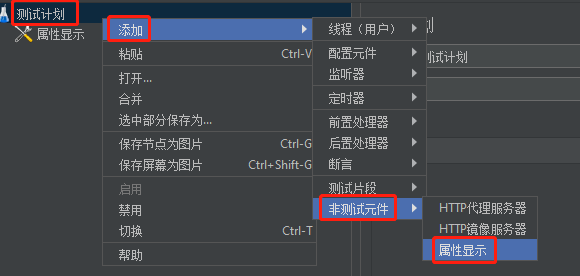 测试计划
属性显示
添加
粘贴 Ctrl-V
打开...
合并
选中部分保存为...
保存节点为图片 Ctrl-G
保存屏幕为图片 Ctrl+Shift-G
启用
禁用
切换 Ctrl-T
帮助
线程（用户）
配置元件
监听器
定时器
前置处理器
后置处理器
断言
测试片段
非测试元件
HTTP代理服务器
HTTP镜像服务器
属性显示
划
试计划